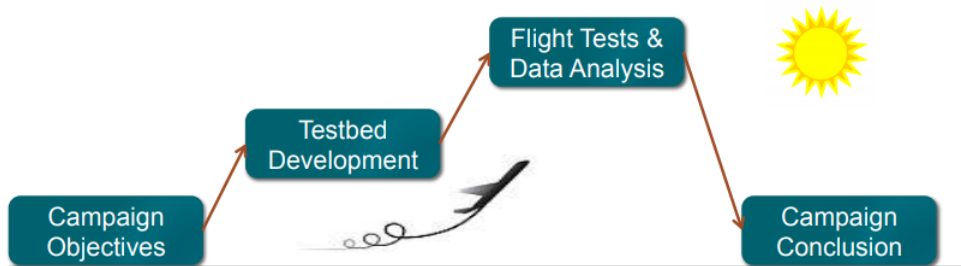 Campaign
Objectives
Testbed
Development
Flight Tests &
Data Analysis
Campaign
Conclusion